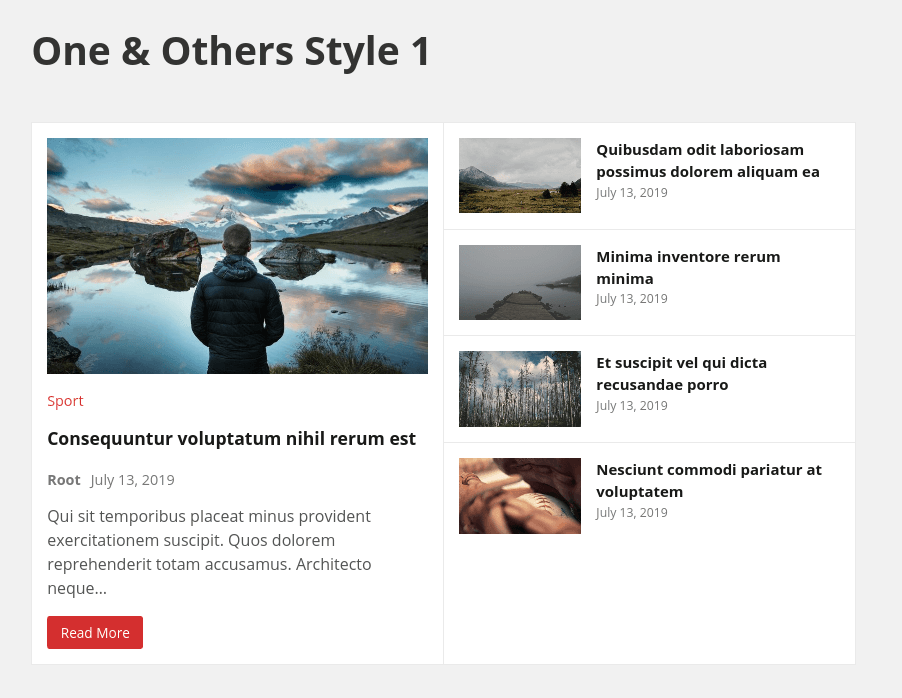 One & Others Style 1
Sport
Consequuntur voluptatum nihil rerum est
Root July 13, 2019
Qui sit temporibus placeat minus provident
exercitationem suscipit. Quos dolorem
reprehenderit totam accusamus. Architecto
neque...
Read More
Quibusdam odit laboriosam
possimus dolorem aliquam ea
July 13, 2019
Minima inventore rerum
minima
July 13, 2019
Et suscipit vel qui dicta
recusandae porro
July 13, 2019
Nesciunt commodi pariatur at
voluptatem
July 13, 2019